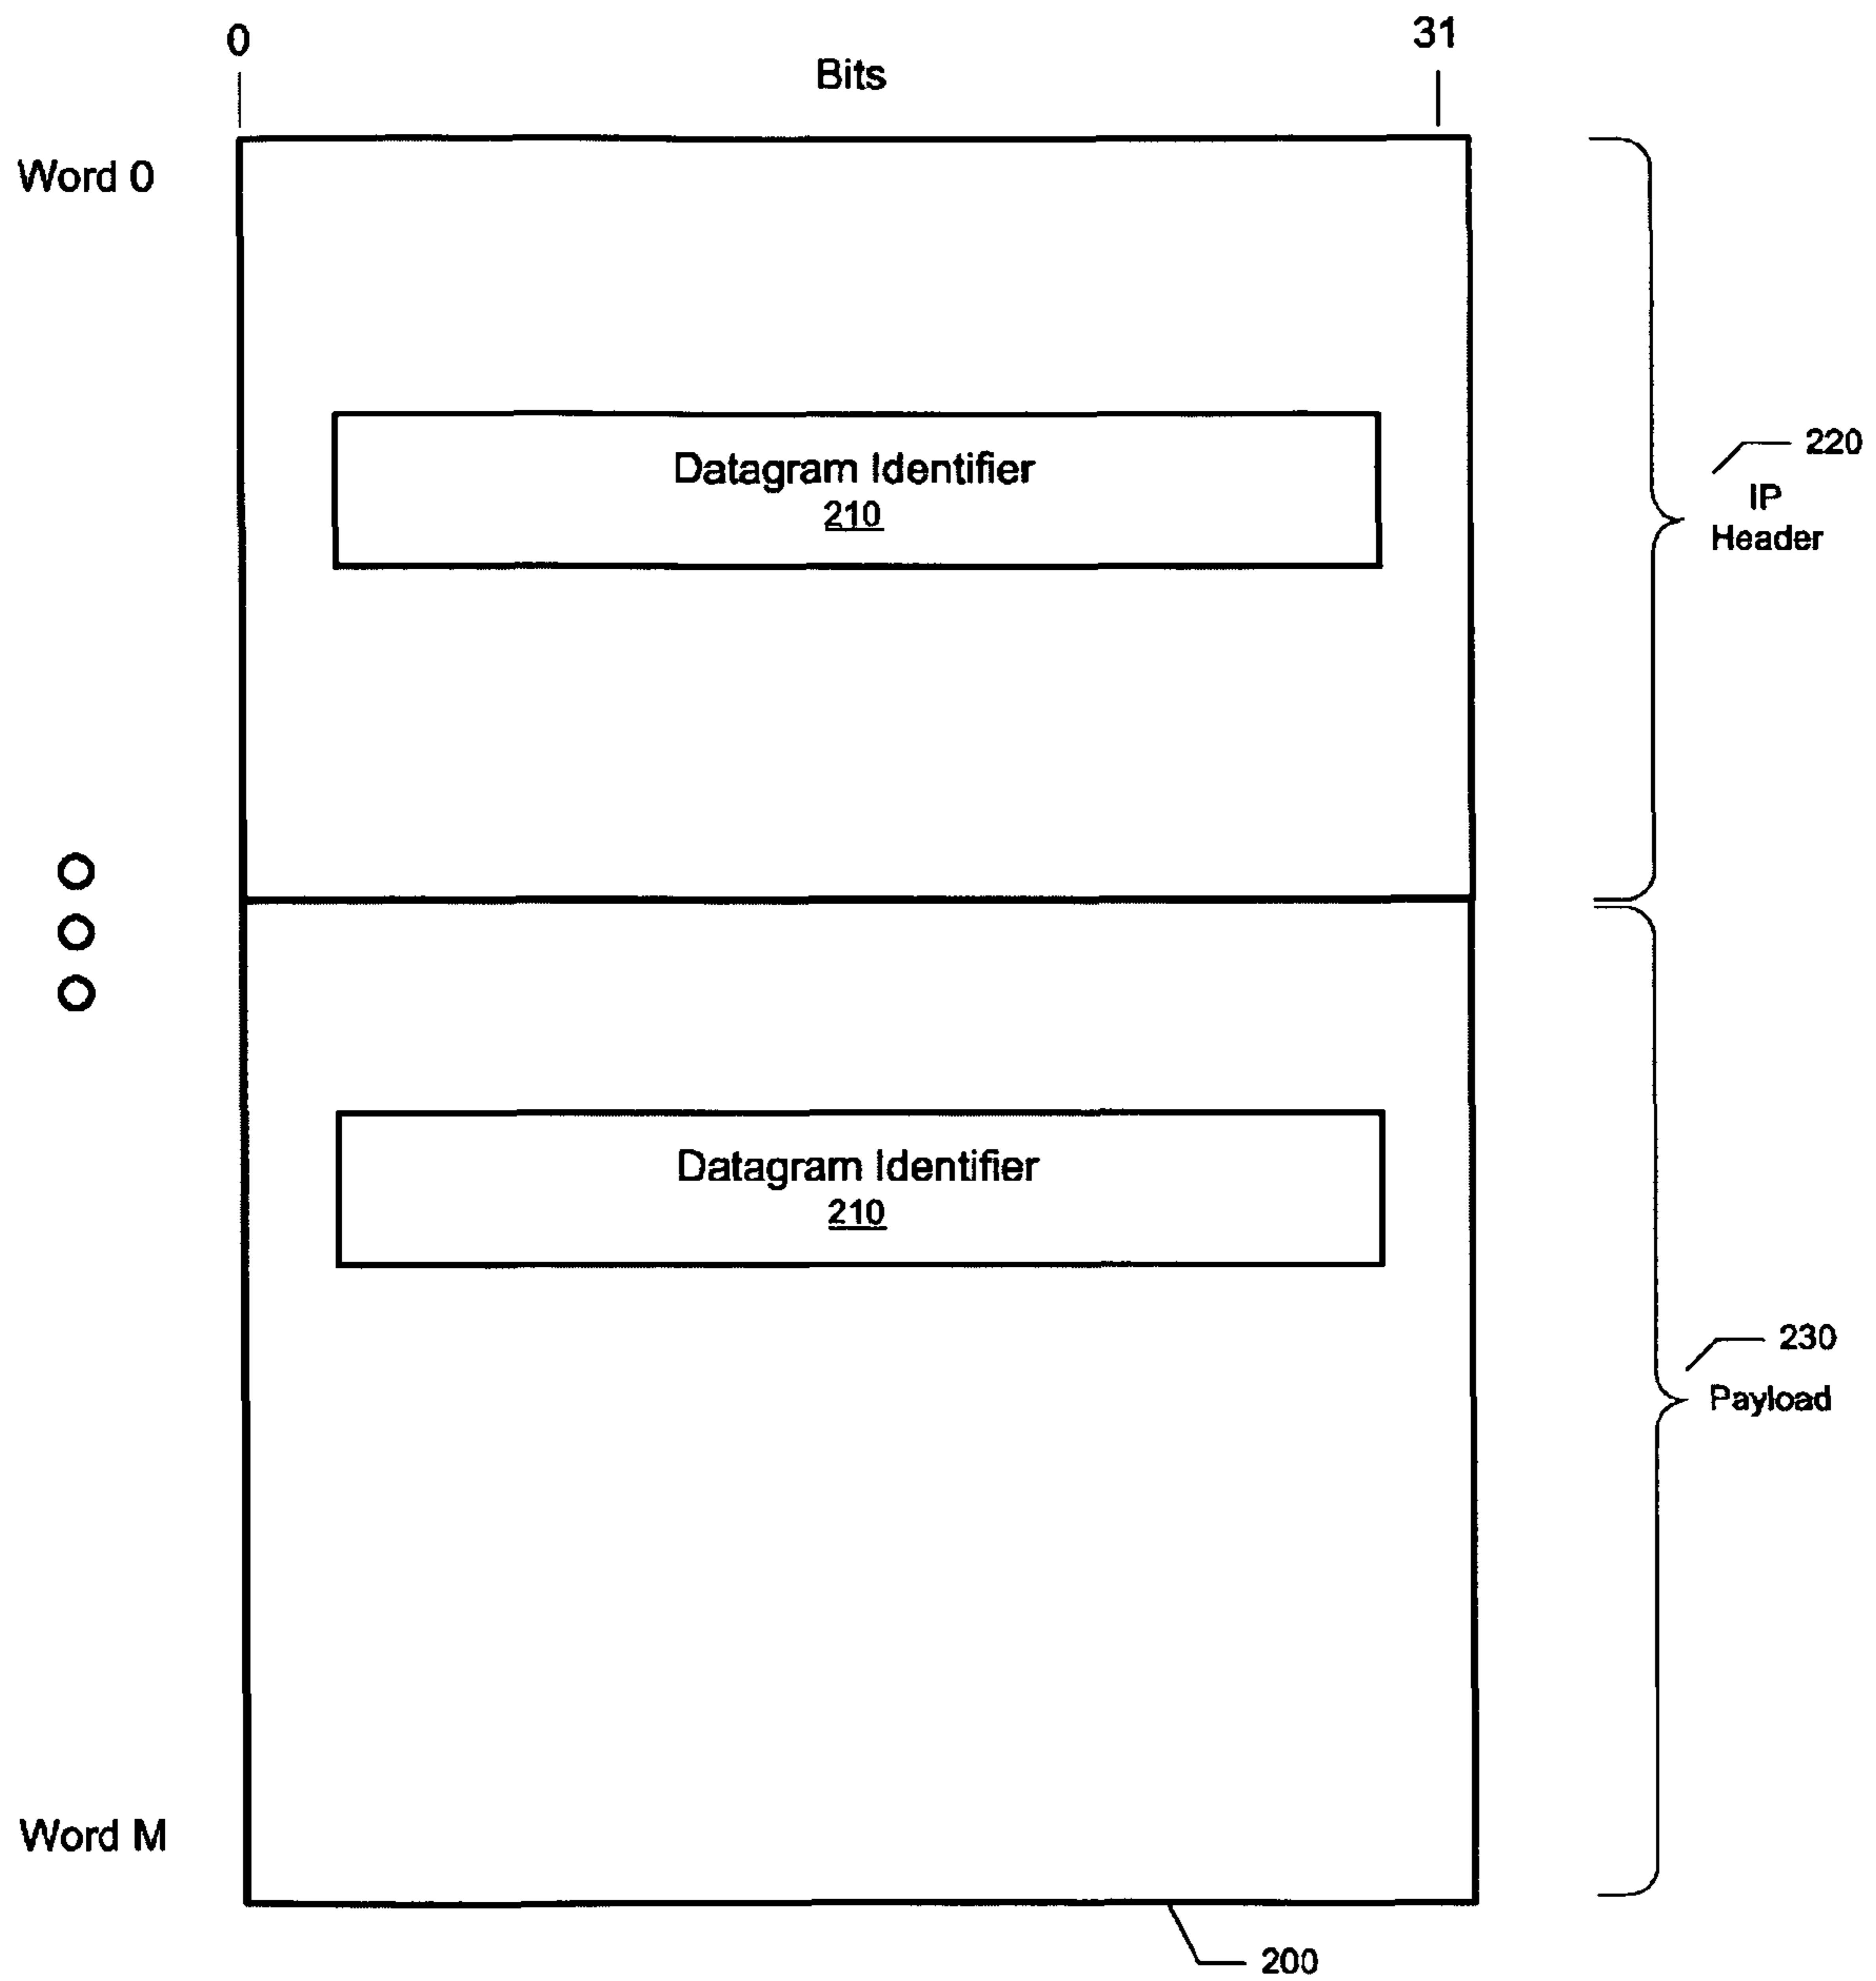 0
31
Bits
Word 0
Datagram Identifier
210
220
IP
Header
Datagram Identifier
210
230
Payload
Word M
200